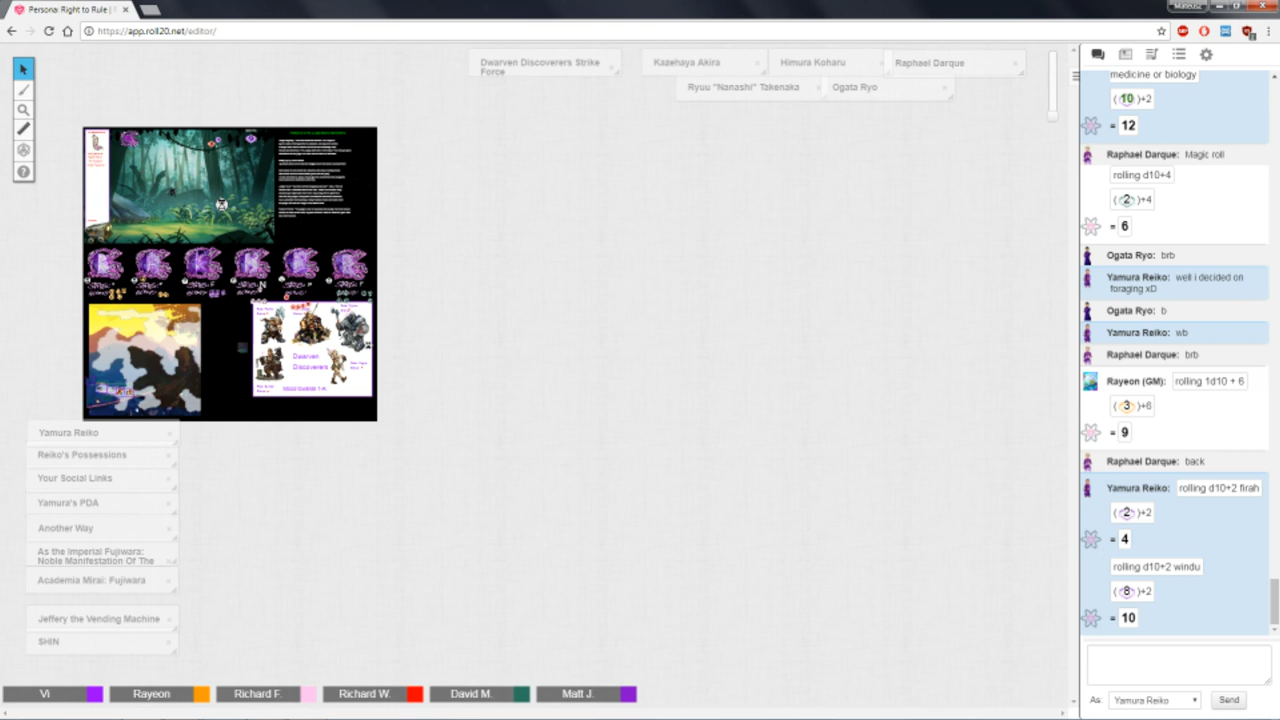 Personal Right to Rule |
Mateusz
https://app.roll20.net/editor/
Dwarven Discoverers Strike
Force
Kazehaya Akira
Himura Koharu
Raphael Darque
Ryuu "Nanashi" Takenaka
Ogata Ryo
Dwarven
Discoverers
Yamura Reiko
Reiko's Possessions
Your Social Links
Yamura's PDA
Another Way
As the Imperial Fujiwara:
Noble Manifestation Of The
Academia Mirai: Fujiwara
Jeffery the Vending Machine
SHIN
Vi
Rayeon
Richard F.
Richard W.
David M.
Matt J.
medicine or biology
(10)+2
= 12
Raphael Darque: Magic roll
rolling d10+4
(2)+4
= 6
Ogata Ryo: brb
Yamura Reiko: well i decided on
foraging xD
Ogata Ryo: b
Yamura Reiko: wb
Raphael Darque: brb
Rayeon (GM): rolling 1d10 + 6
(3)+6
= 9
Raphael Darque: back
Yamura Reiko: rolling d10+2 firah
(2)+2
= 4
rolling d10+2 windu
(8)+2
= 10
As: Yamura Reiko
Send